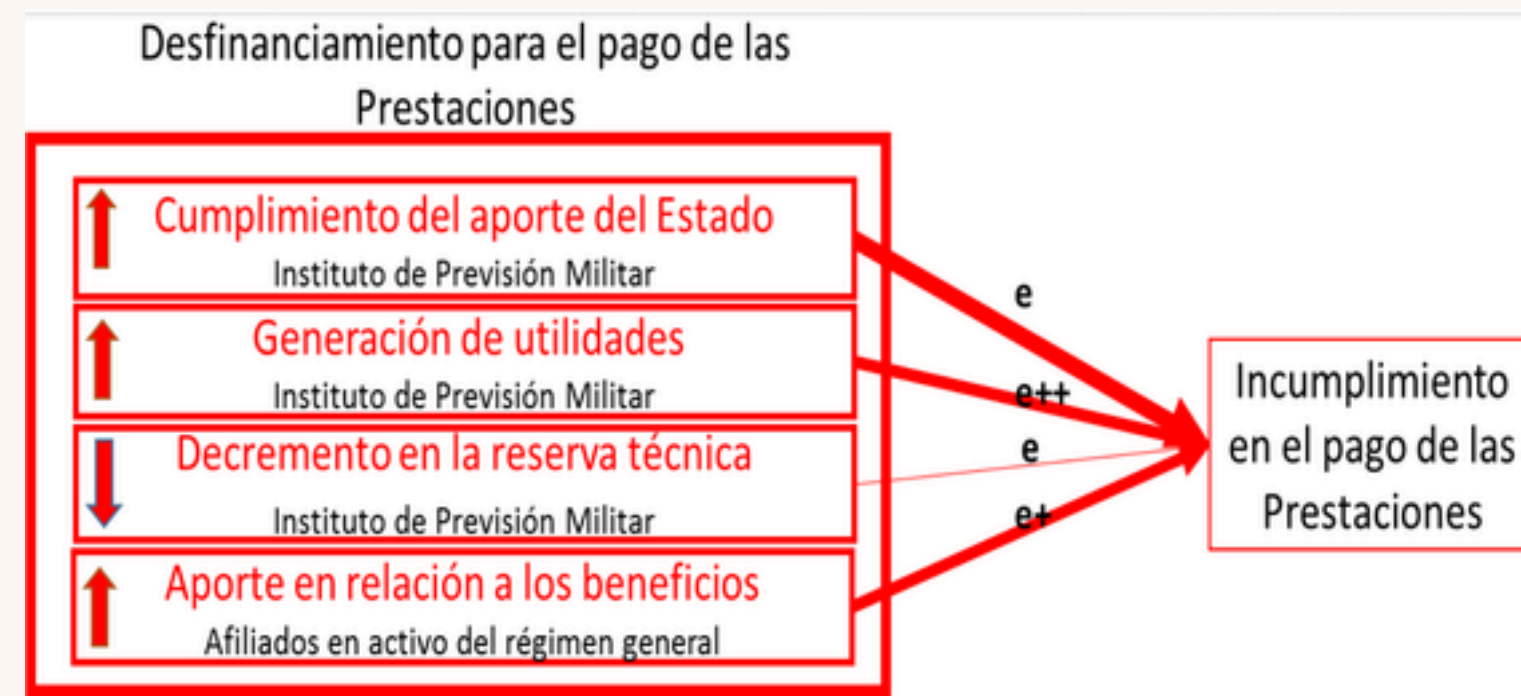 Desfinanciamiento para el pago de las
Prestaciones
Cumplimiento del aporte del Estado
Instituto de Previsión Militar
Generación de utilidades
Instituto de Previsión Militar
Decremento en la reserva técnica
Instituto de Previsión Militar
Aporte en relación a los beneficios
Afiliados en activo del régimen general
e
e++
e
e+
Incumplimiento
en el pago de las
Prestaciones